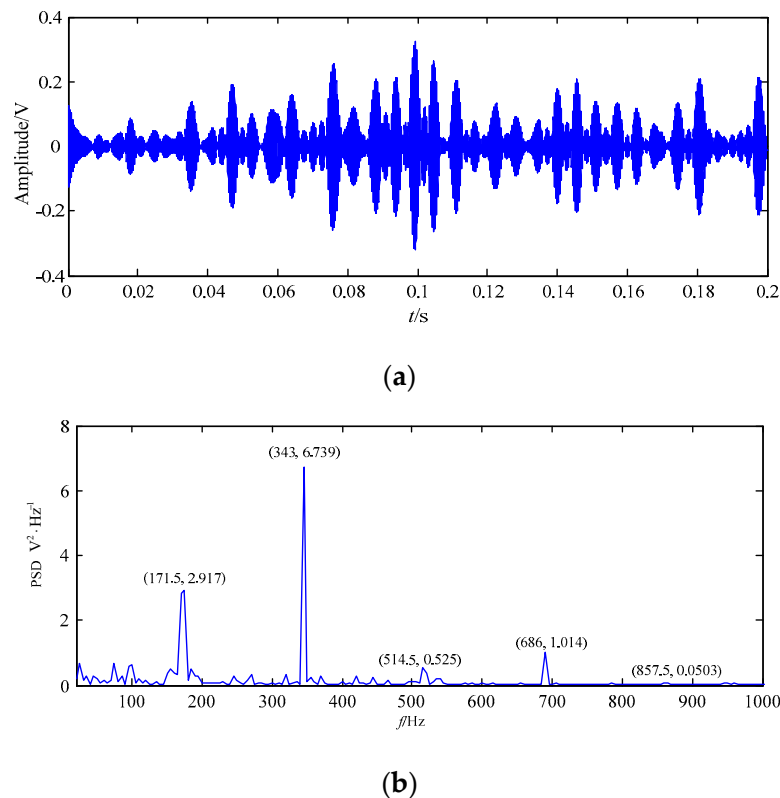 0.4
0.2
0
-0.2
-0.4
Amplitude/V
0 0.02 0.04 0.06 0.08 0.1 0.12 0.14 0.16 0.18 0.2
t/s
(a)
8
6
4
2
0
PSD V²·Hz⁻¹
(343, 6.739)
(171.5, 2.917)
(514.5, 0.525)
(686, 1.014)
(857.5, 0.0503)
100 200 300 400 500 600 700 800 900 1000
f/Hz
(b)